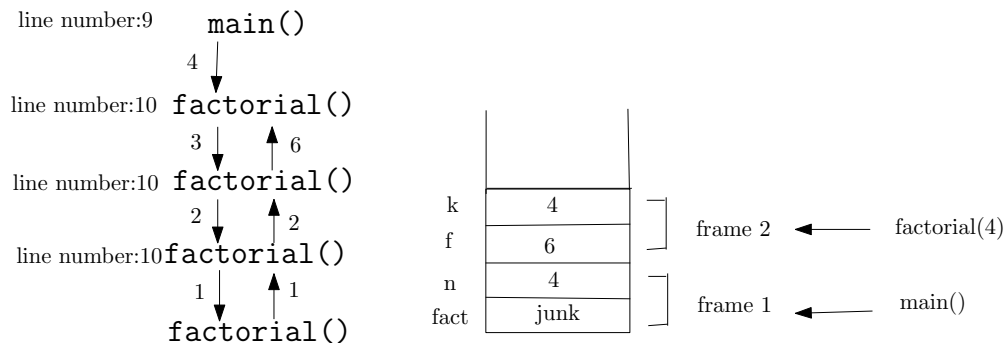 line number:9 main()
4
line number:10 factorial()
3 6
line number:10 factorial()
2 2
line number:10 factorial()
1 1
factorial()
k 4
f 6
frame 2 factorial(4)
n 4
fact junk
frame 1 main()